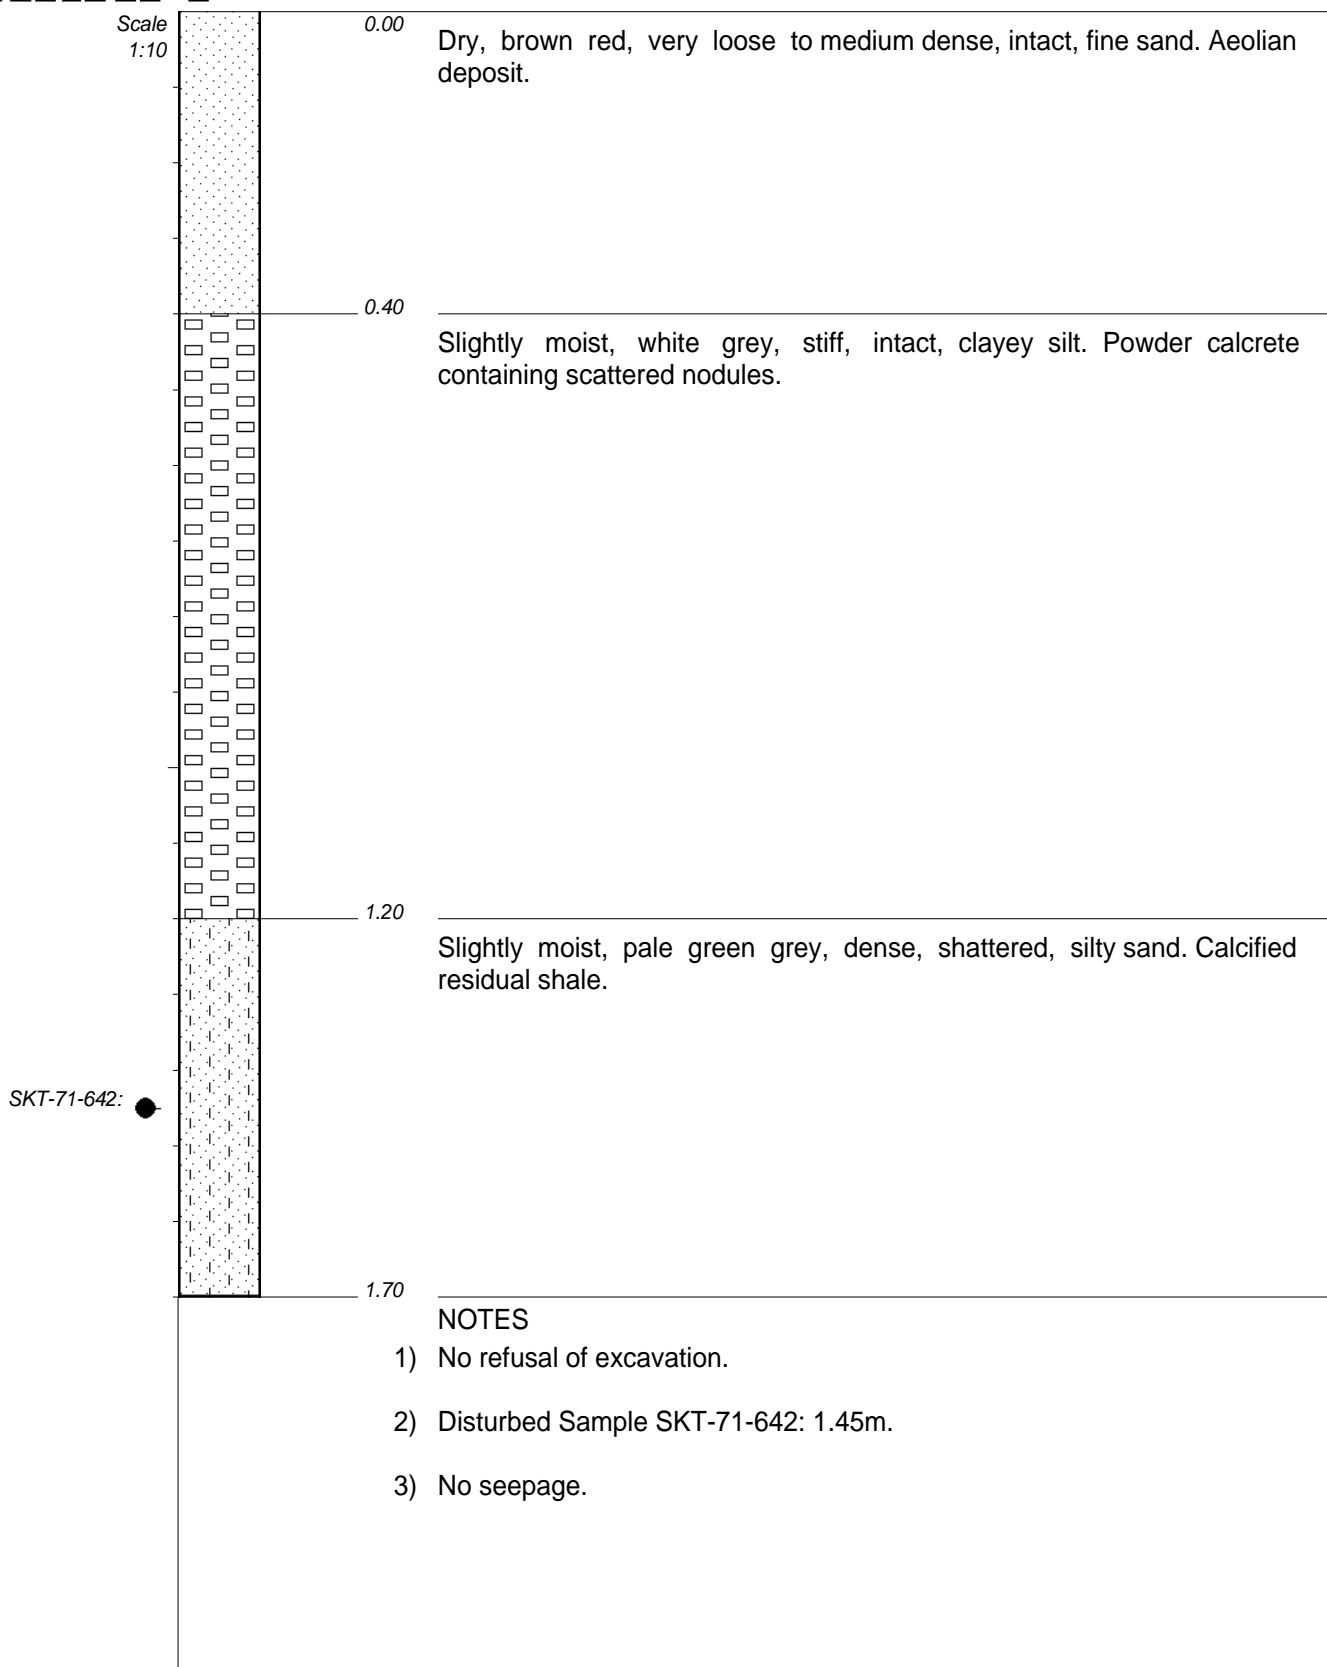 Scale
1:10
0.00
Dry, brown red, very loose to medium dense, intact, fine sand. Aeolian
deposit.
0.40
Slightly moist, white grey, stiff, intact, clayey silt. Powder calcrete
containing scattered nodules.
1.20
Slightly moist, pale green grey, dense, shattered, silty sand. Calcified
residual shale.
SKT-71-642:
1.70
NOTES
1) No refusal of excavation.
2) Disturbed Sample SKT-71-642: 1.45m.
3) No seepage.